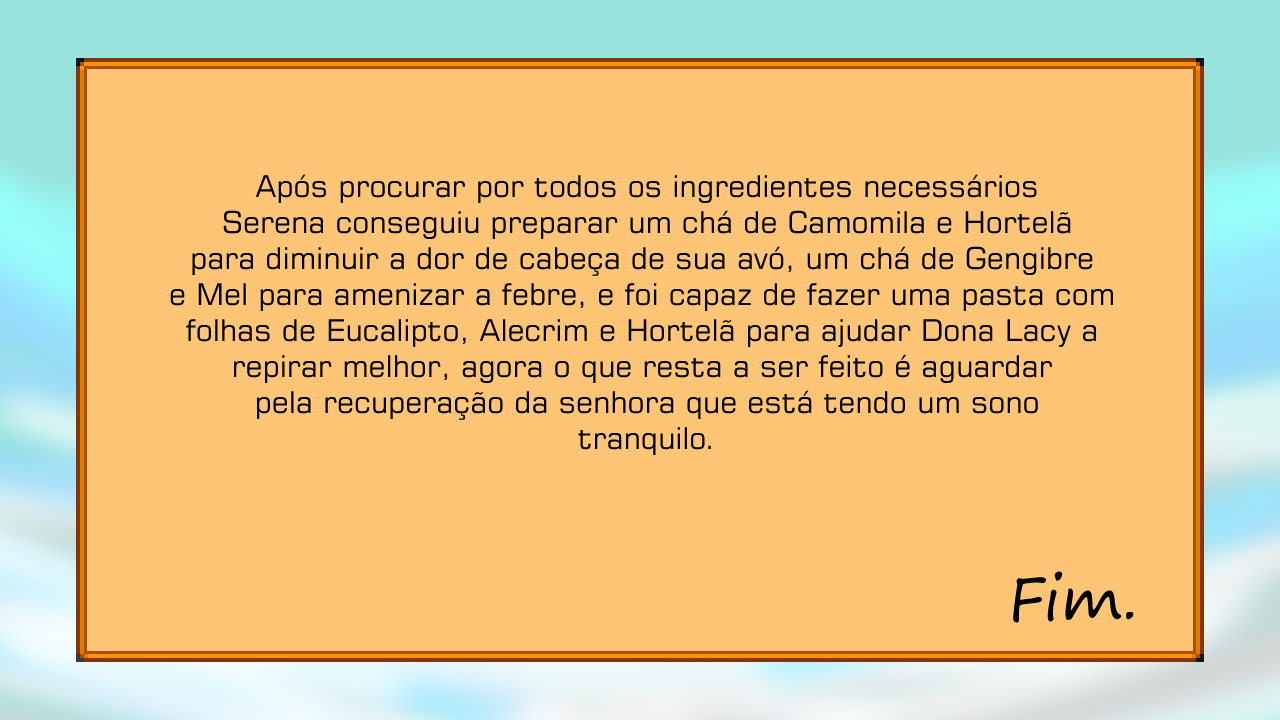 Após procurar por todos os ingredientes necessários
Serena conseguiu preparar um chá de Camomila e Hortelã
para diminuir a dor de cabeça de sua avó, um chá de Gengibre
e Mel para amenizar a febre, e foi capaz de fazer uma pasta com
folhas de Eucalipto, Alecrim e Hortelã para ajudar Dona Lacy a
repirar melhor, agora o que resta a ser feito é aguardar
pela recuperação da senhora que está tendo um sono
tranquilo.
Fim.